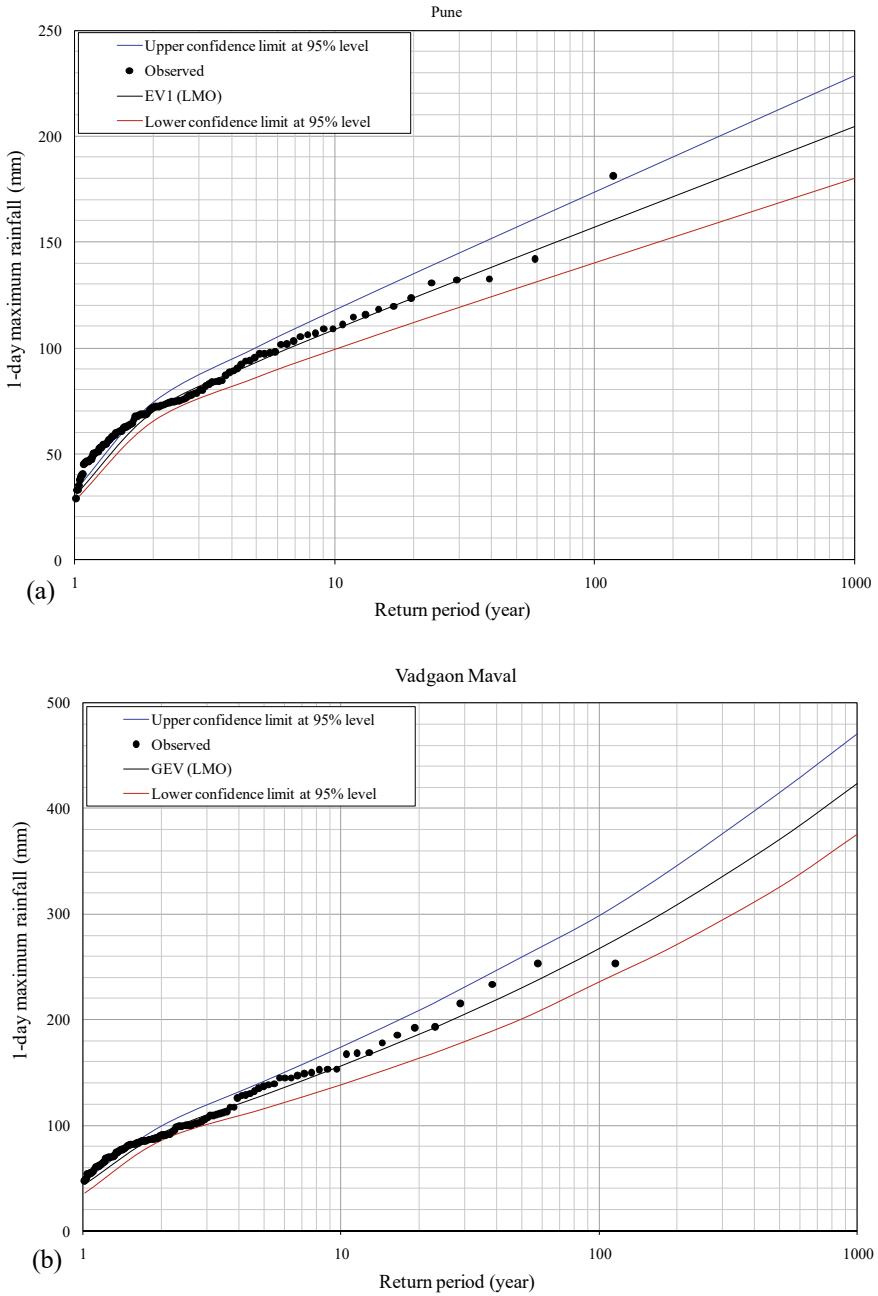 Pune
250
Upper confidence limit at 95% level
Observed
EV1 (LMO)
Lower confidence limit at 95% level
200
150
100
50
0
1-day maximum rainfall (mm)
1 10 100 1000
(a)
Return period (year)
Vadgaon Maval
500
Upper confidence limit at 95% level
Observed
GEV (LMO)
Lower confidence limit at 95% level
400
300
200
100
0
1-day maximum rainfall (mm)
1 10 100 1000
(b)
Return period (year)